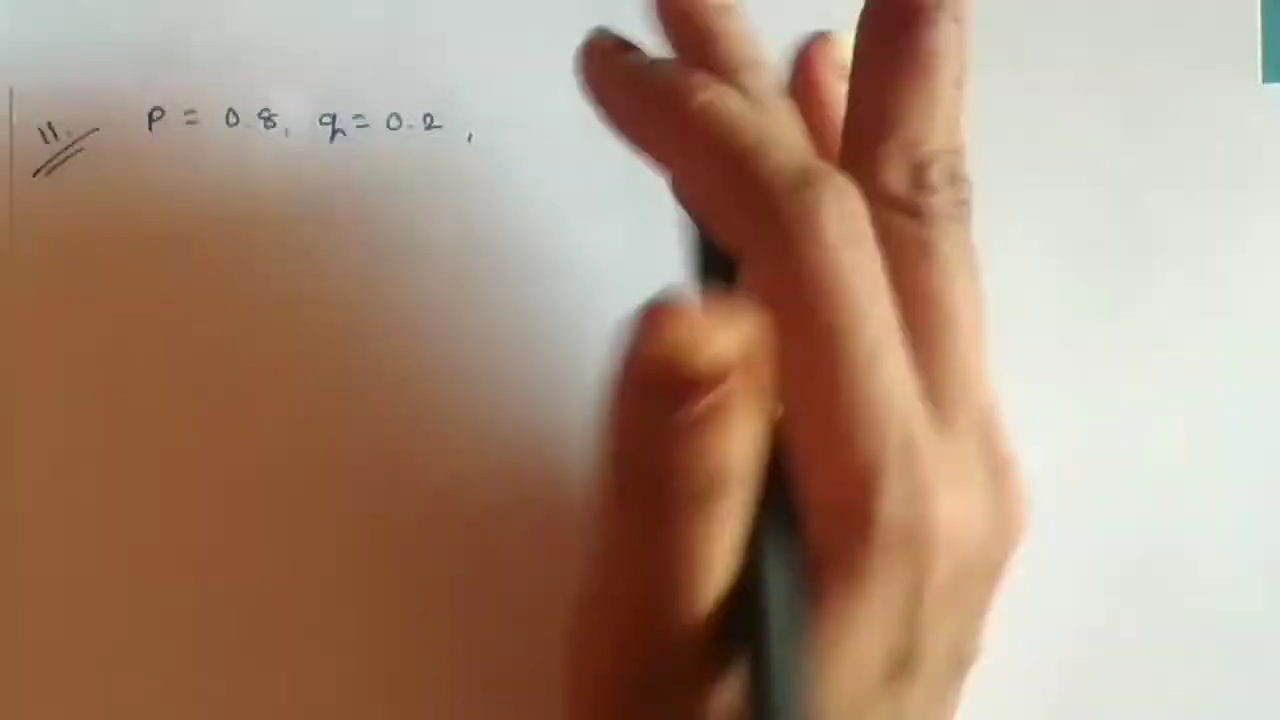 11. P = 0.8, q = 0.2,